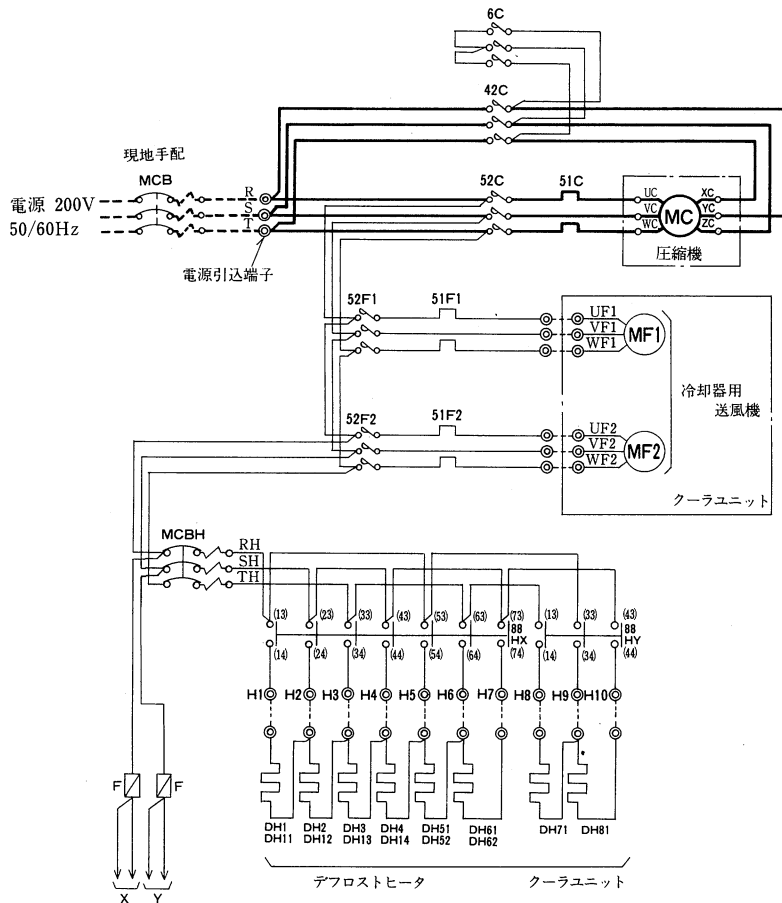 6C
42C
現地手配
MCB
電源 200V
50/60Hz
R
S
T
電源引込端子
52C
51C
UC
VC
WC
MC
XC
YC
ZC
圧縮機
52F1
51F1
UF1
VF1
WF1
MF1
冷却器用
送風機
52F2
51F2
UF2
VF2
WF2
MF2
クーラユニット
MCBH
RH
SH
TH
(13) (23) (33) (43) (53) (63) (73) (13) (33) (43)
88
HX
88
HY
(14) (24) (34) (44) (54) (64) (74) (14) (34) (44)
H1 H2 H3 H4 H5 H6 H7 H8 H9 H10
F F
DH1 DH2 DH3 DH4 DH51 DH61 DH71 DH81
DH11 DH12 DH13 DH14 DH52 DH62
デフロストヒータ クーラユニット
X Y